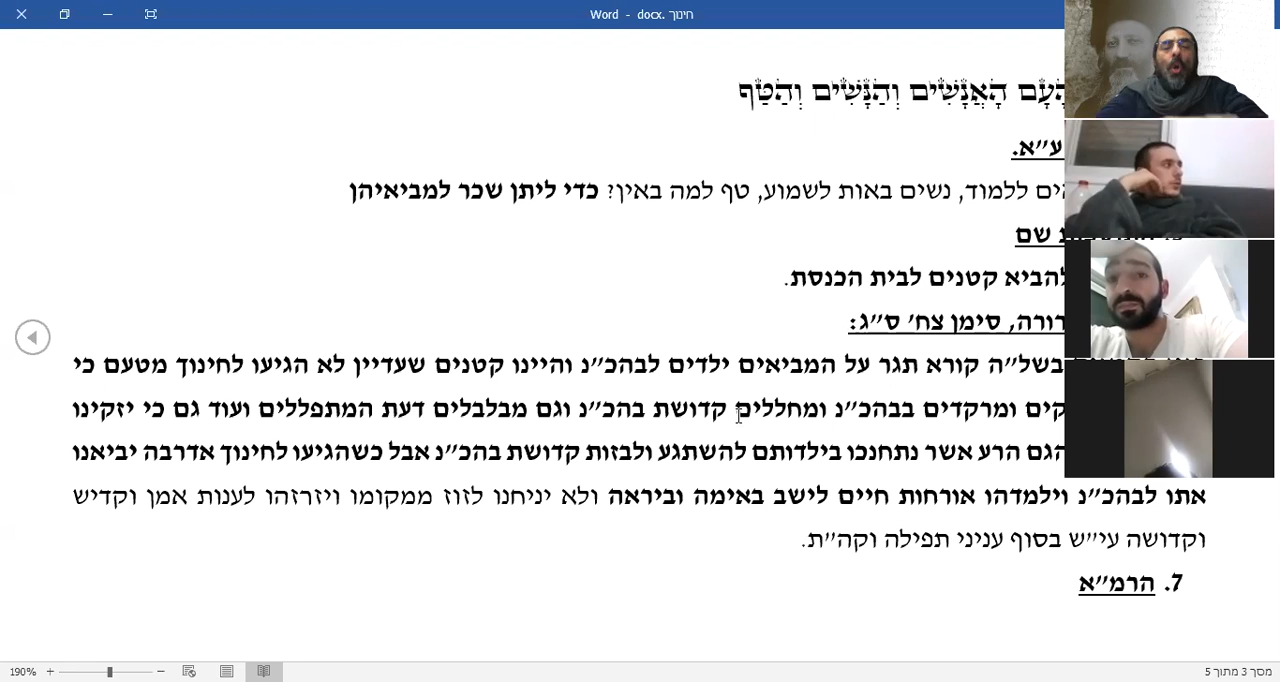 חינוך .docx - Word
הָעָם הָאֲנָשִׁים וְהַנָּשִׁים וְהַטַּף
ע״א.
ללמוד, נשים באות לשמוע, טף למה באין? כדי ליתן שכר למביאיהן
שם
להביא קטנים לבית הכנסת.
סימן צח׳ ס״ג:
בשל״ה קורא תגר על המביאים ילדים לבהכ״נ והיינו קטנים שעדיין לא הגיעו לחינוך מטעם כי
ומרקדים בבהכ״נ ומחללים קדושת בהכ״נ וגם מבלבלים דעת המתפללים ועוד גם כי יזקינו
הרע אשר נתחנכו בילדותם להשתגע ולבזות קדושת בהכ״נ אבל כשהגיעו לחינוך אדרבה יביאנו
אתו לבהכ״נ וילמדהו אורחות חיים לישב באימה וביראה ולא יניחנו לזוז ממקומו ויזרזהו לענות אמן וקדיש
וקדושה עי״ש בסוף עניני תפילה וקה״ת.
7. הרמ״א
190%
מסך 3 מתוך 5